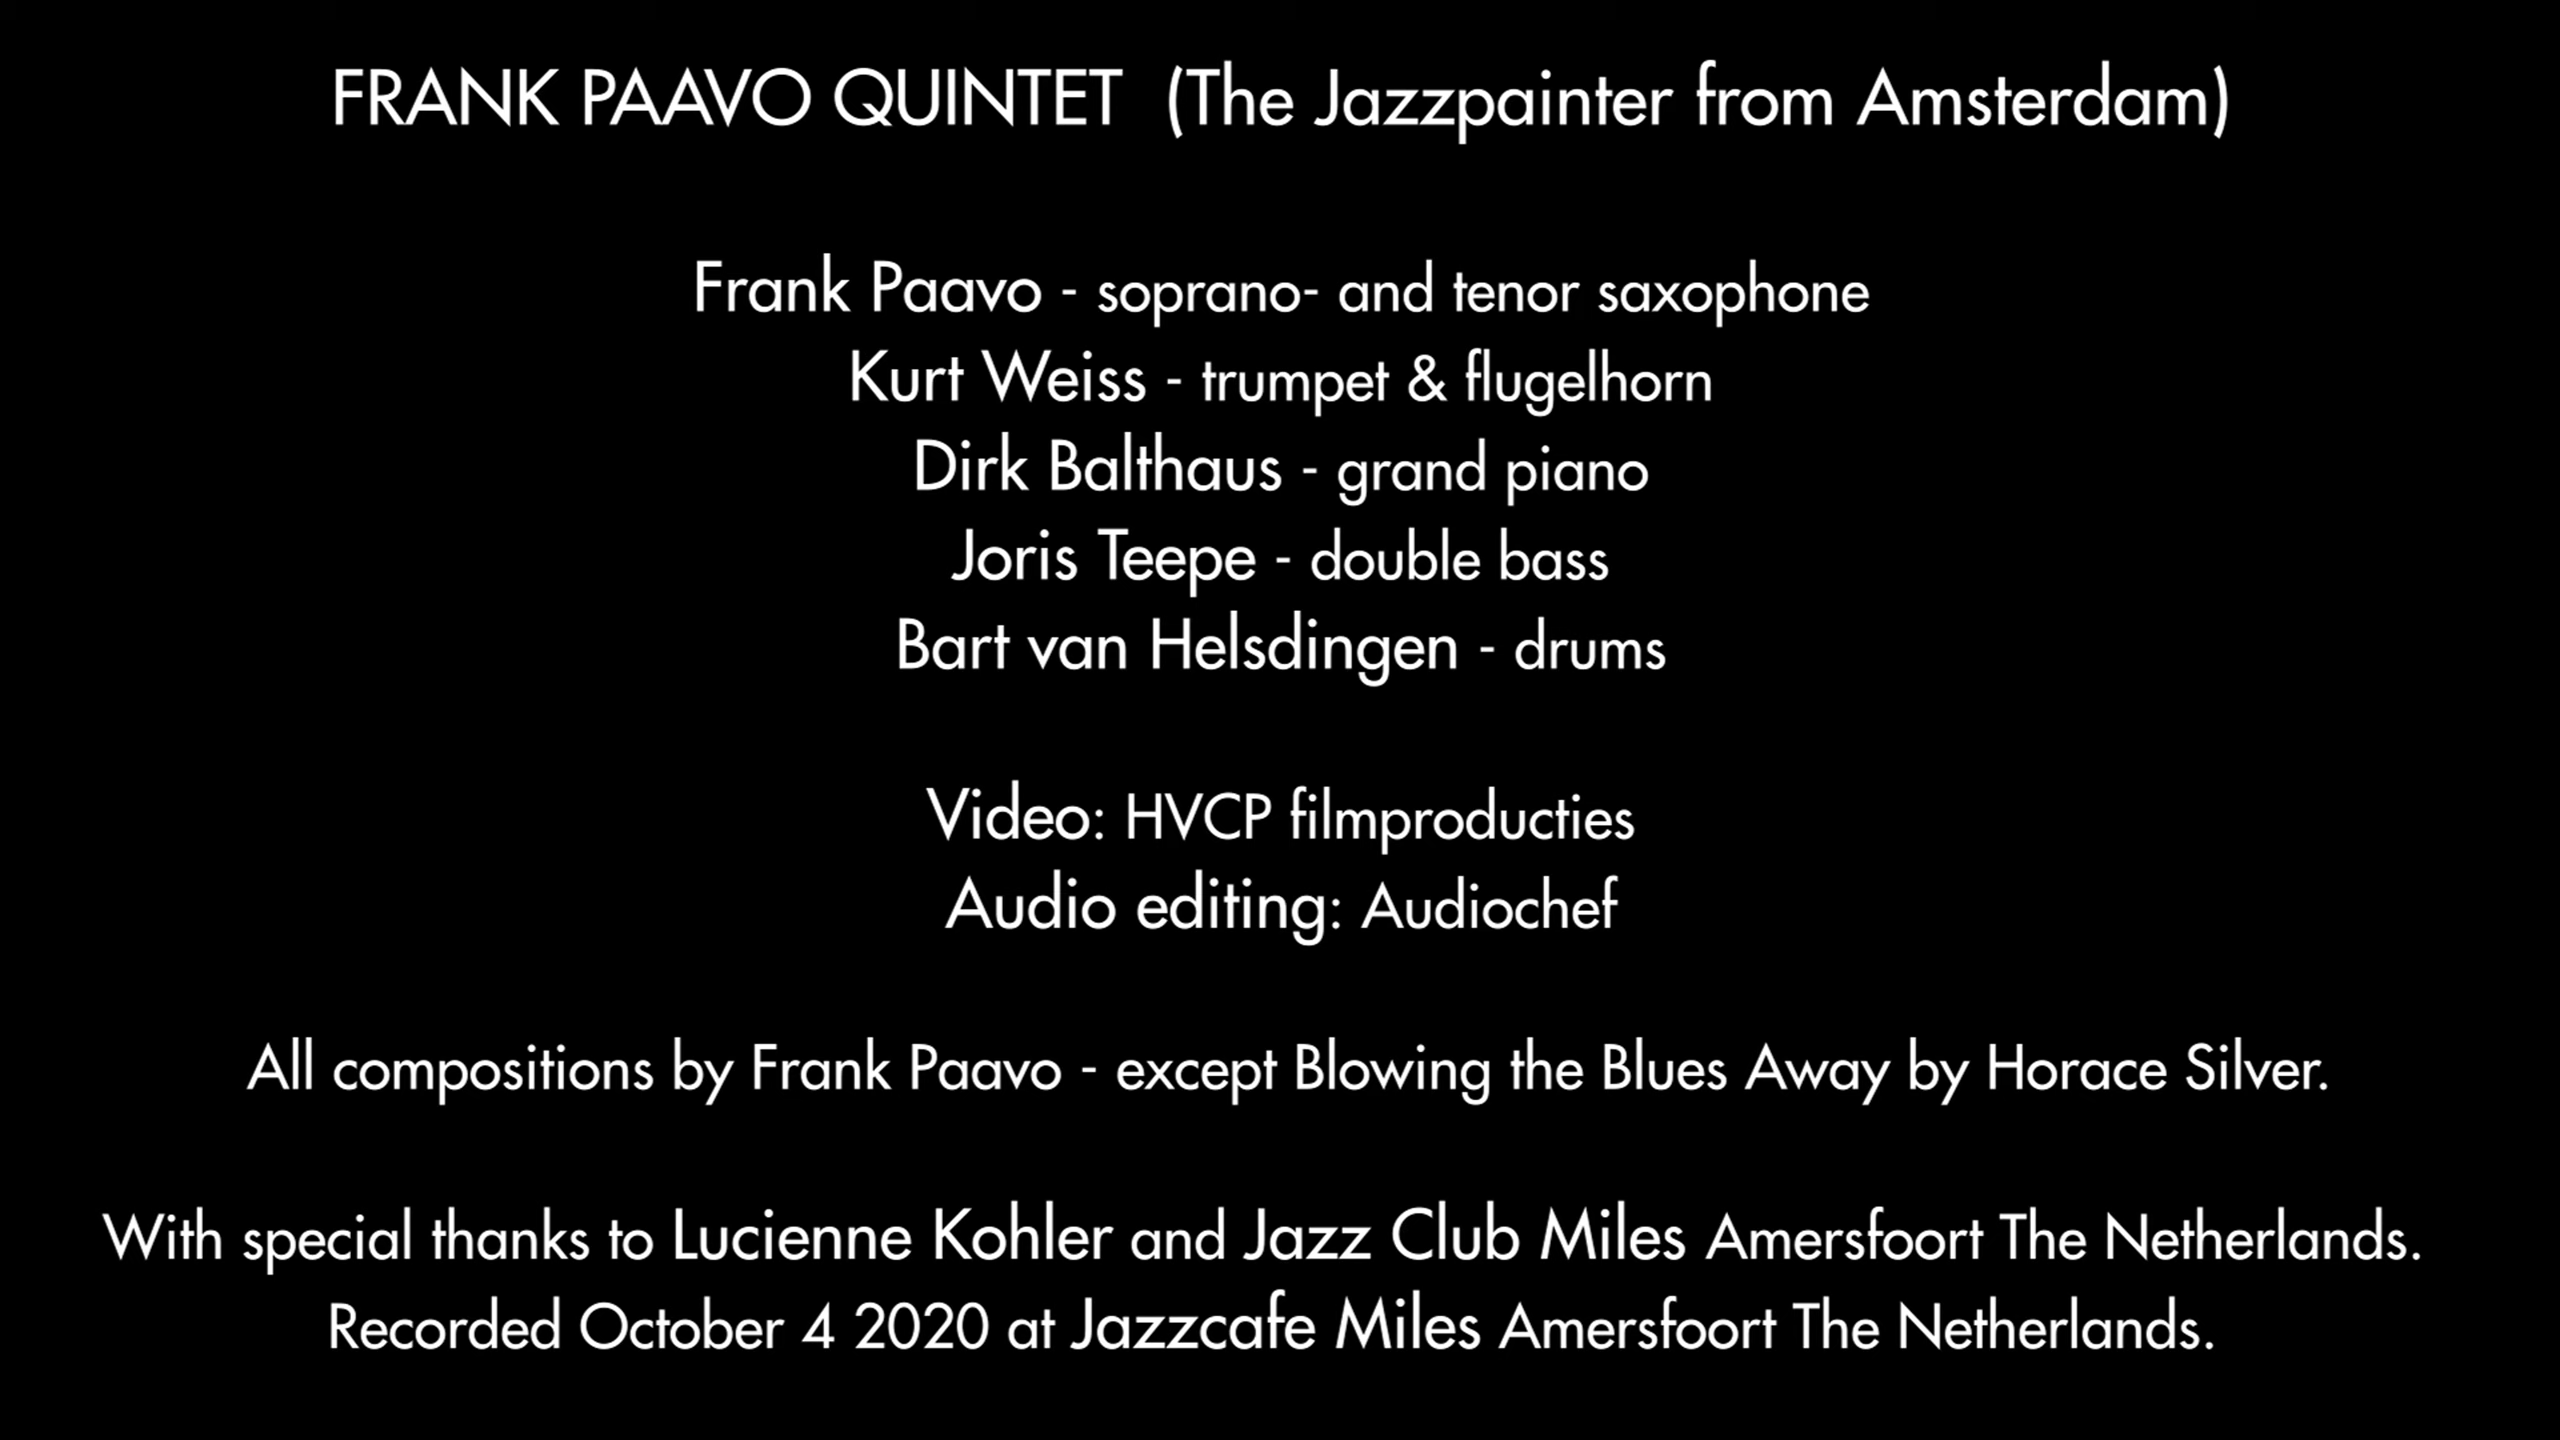 FRANK PAAVO QUINTET (The Jazzpainter from Amsterdam)
Frank Paavo - soprano- and tenor saxophone
Kurt Weiss - trumpet & flugelhorn
Dirk Balthaus - grand piano
Joris Teepe - double bass
Bart van Helsdingen - drums
Video: HVCP filmproducties
Audio editing: Audiochef
All compositions by Frank Paavo - except Blowing the Blues Away by Horace Silver.
With special thanks to Lucienne Kohler and Jazz Club Miles Amersfoort The Netherlands.
Recorded October 4 2020 at Jazzcafe Miles Amersfoort The Netherlands.